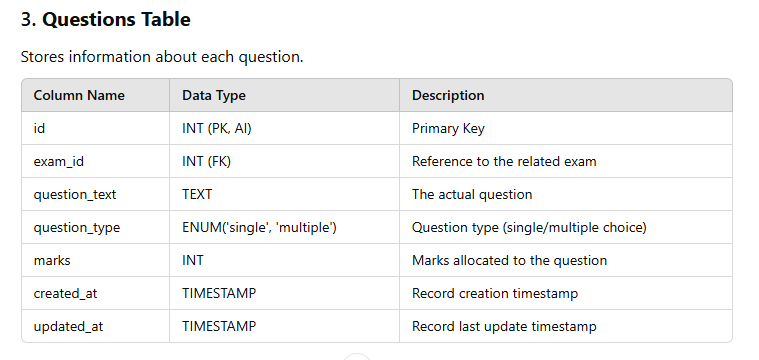 3. Questions Table
Stores information about each question.
Column Name Data Type Description
id INT (PK, AI) Primary Key
exam_id INT (FK) Reference to the related exam
question_text TEXT The actual question
question_type ENUM('single', 'multiple') Question type (single/multiple choice)
marks INT Marks allocated to the question
created_at TIMESTAMP Record creation timestamp
updated_at TIMESTAMP Record last update timestamp